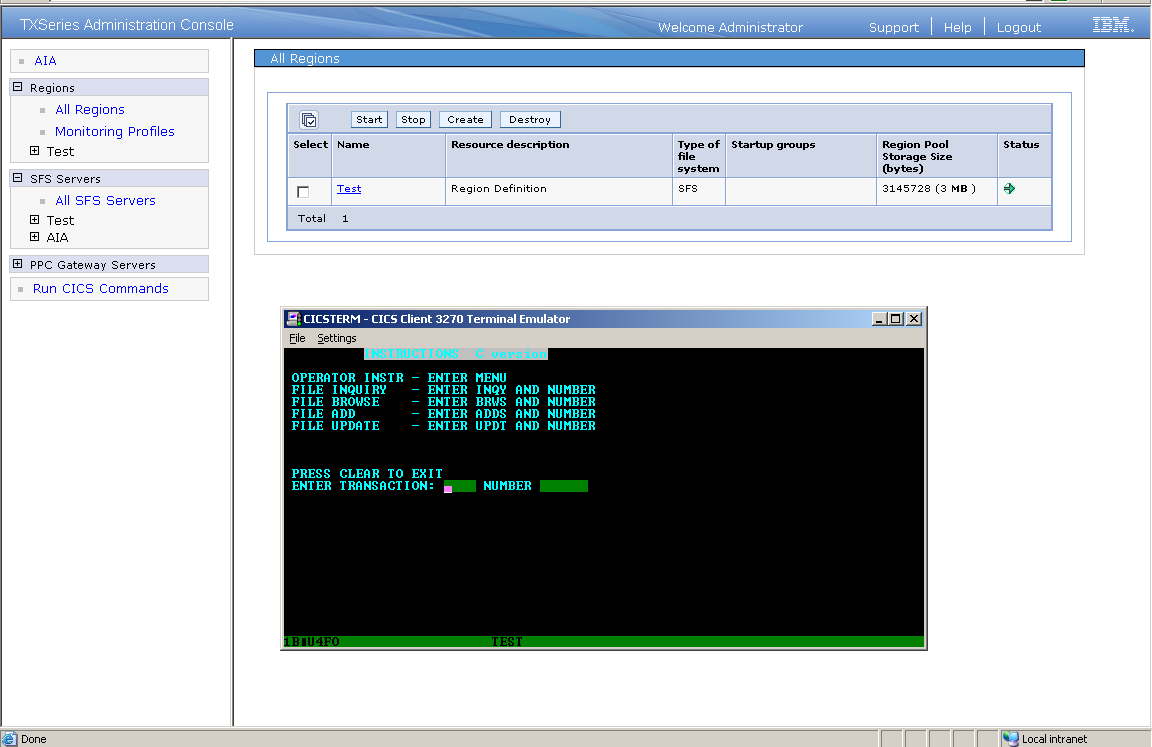 TXSeries Administration Console
Welcome Administrator
Support
Help
Logout
IBM.
AIA
Regions
All Regions
Monitoring Profiles
Test
SFS Servers
All SFS Servers
Test
AIA
PPC Gateway Servers
Run CICS Commands
All Regions
Start Stop Create Destroy
Select Name Resource description Type of file system Startup groups Region Pool Storage Size (bytes) Status
Test Region Definition SFS 3145728 (3 MB )
Total 1
CICSTERM - CICS Client 3270 Terminal Emulator
File Settings
INSTRUCTIONS C version
OPERATOR INSTR - ENTER MENU
FILE INQUIRY - ENTER INQY AND NUMBER
FILE BROWSE - ENTER BRWS AND NUMBER
FILE ADD - ENTER ADDS AND NUMBER
FILE UPDATE - ENTER UPDT AND NUMBER
PRESS CLEAR TO EXIT
ENTER TRANSACTION: NUMBER
TEST
Done
Local intranet